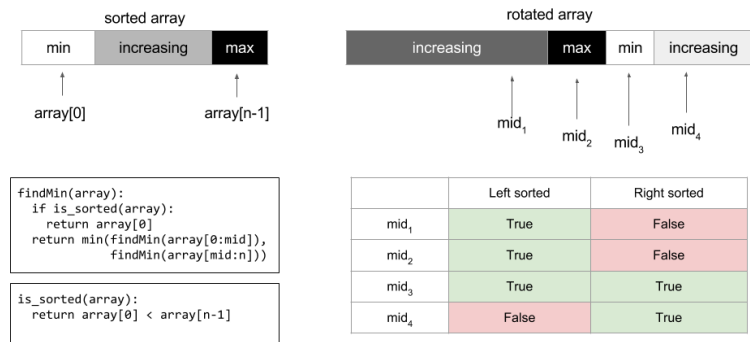 sorted array
min increasing max
array[0] array[n-1]
rotated array
increasing max min increasing
mid1 mid2 mid3 mid4
findMin(array):
if is_sorted(array):
return array[0]
return min(findMin(array[0:mid]),
findMin(array[mid:n]))
is_sorted(array):
return array[0] < array[n-1]
Left sorted Right sorted
mid1 True False
mid2 True False
mid3 True True
mid4 False True